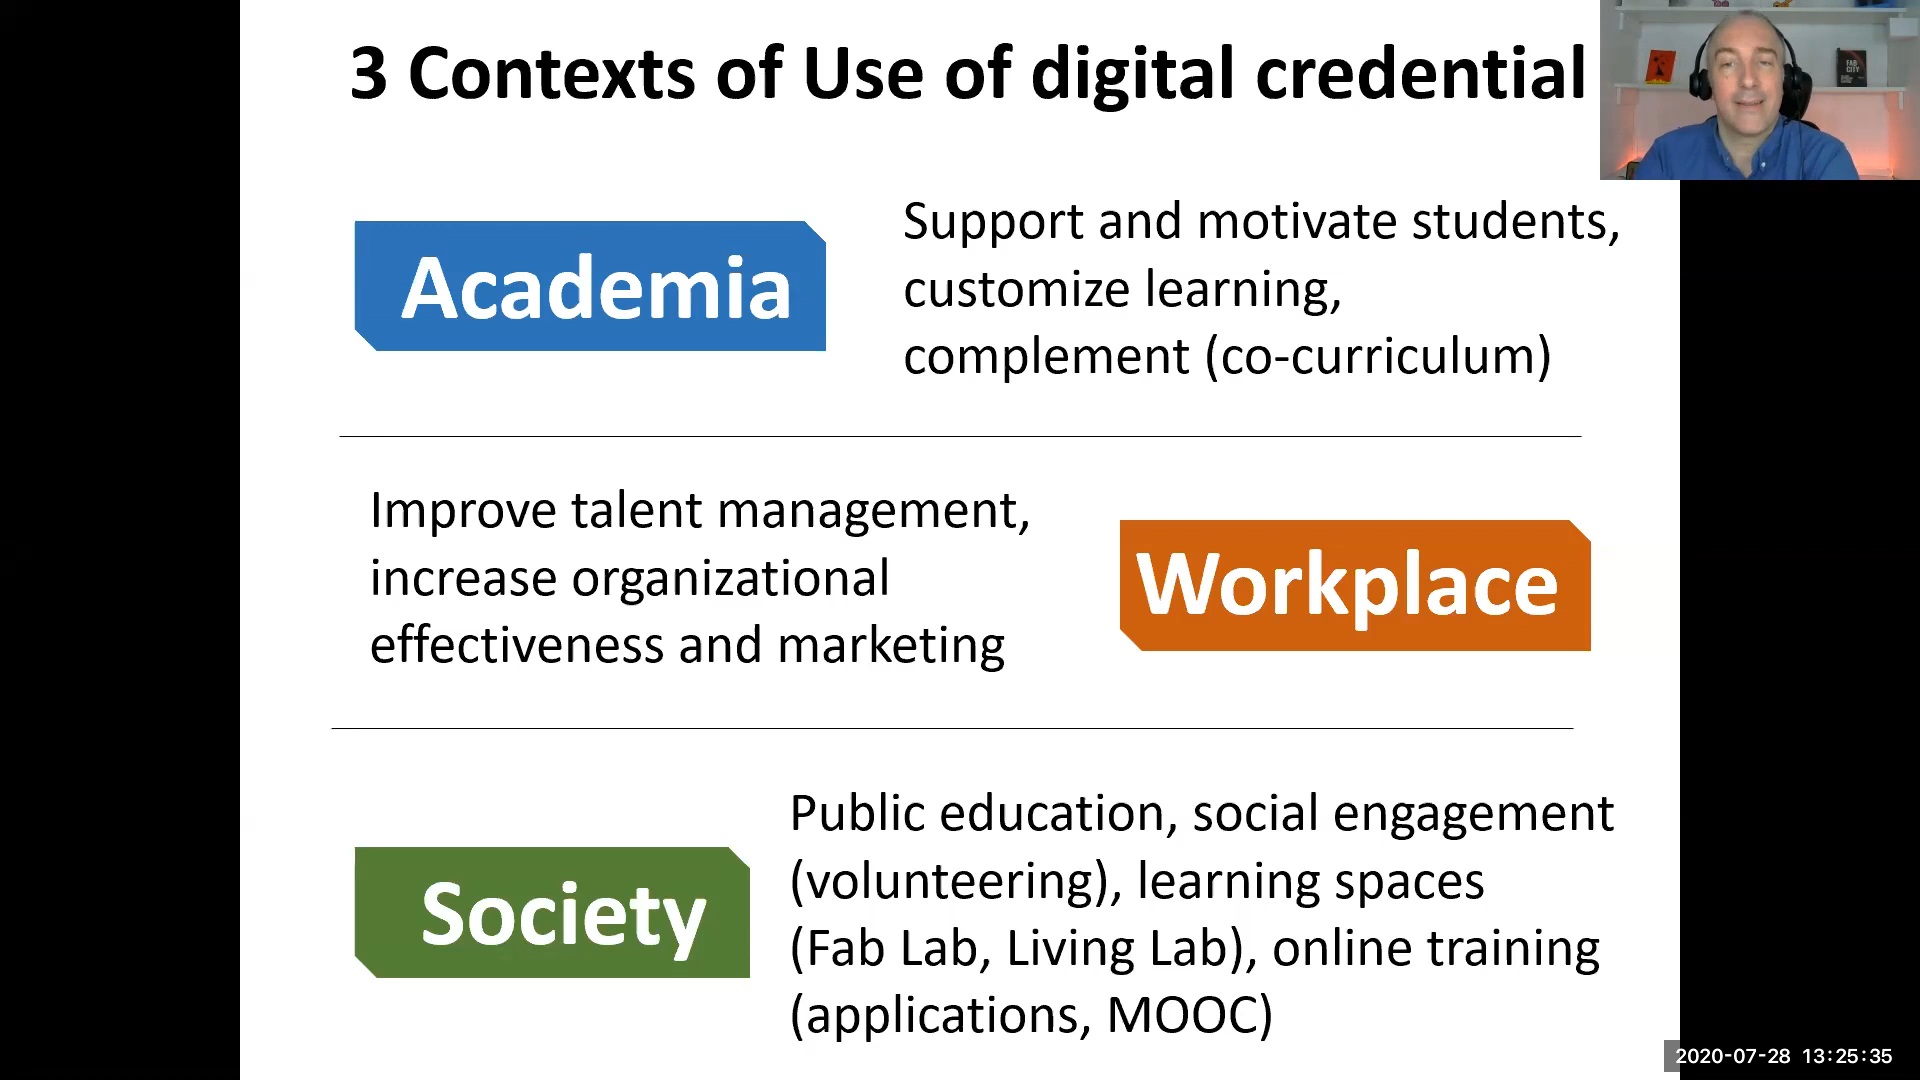 3 Contexts of Use of digital credential
FAB
CITY
Academia
Support and motivate students,
customize learning,
complement (co-curriculum)
Improve talent management,
increase organizational
effectiveness and marketing
Workplace
Society
Public education, social engagement
(volunteering), learning spaces
(Fab Lab, Living Lab), online training
(applications, MOOC)
2020-07-28 13:25:35